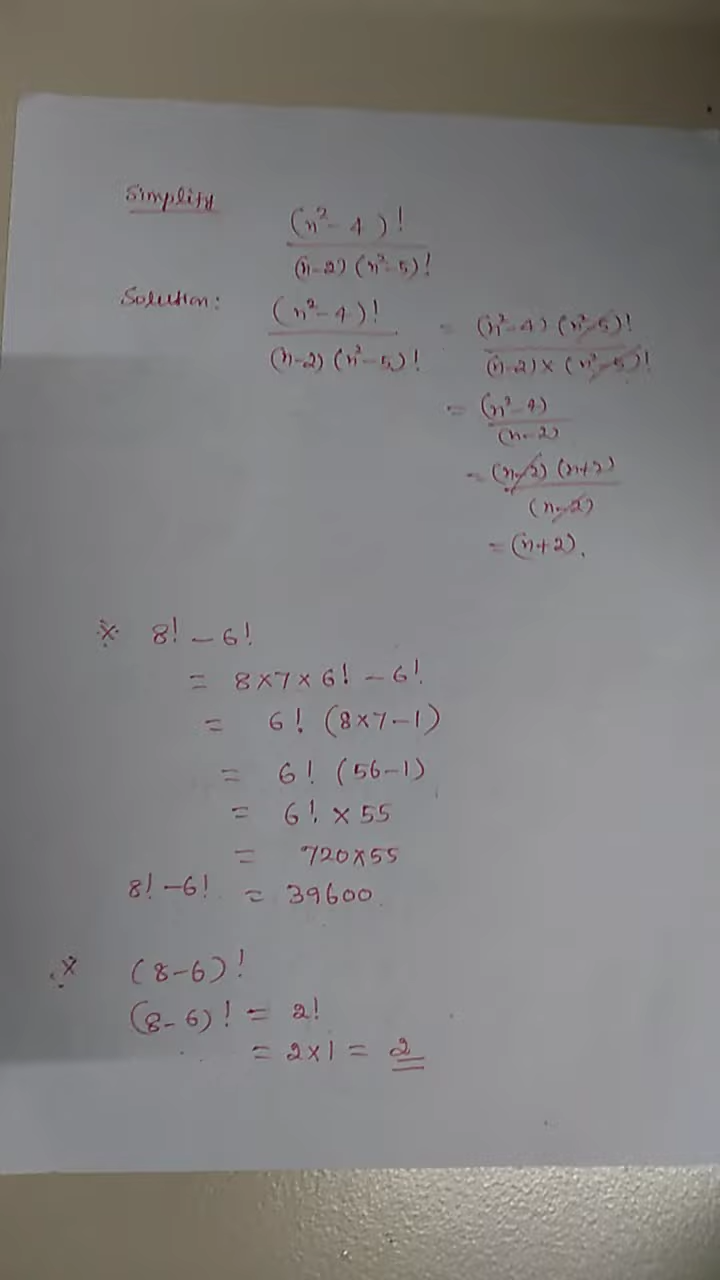 Simplify
(n²-4)!
(n-2)(n²-5)!
Solution: (n²-4)! / (n-2)(n²-5)! = (n²-4)(n²-5)! / (n-2)×(n²-5)!
= (n²-4) / (n-2)
= (n-2)(n+2) / (n-2)
= (n+2).
※ 8! - 6!
= 8×7×6! - 6!
= 6! (8×7-1)
= 6! (56-1)
= 6! × 55
= 720×55
8! - 6! = 39600.
※ (8-6)!
(8-6)! = 2!
= 2×1 = 2